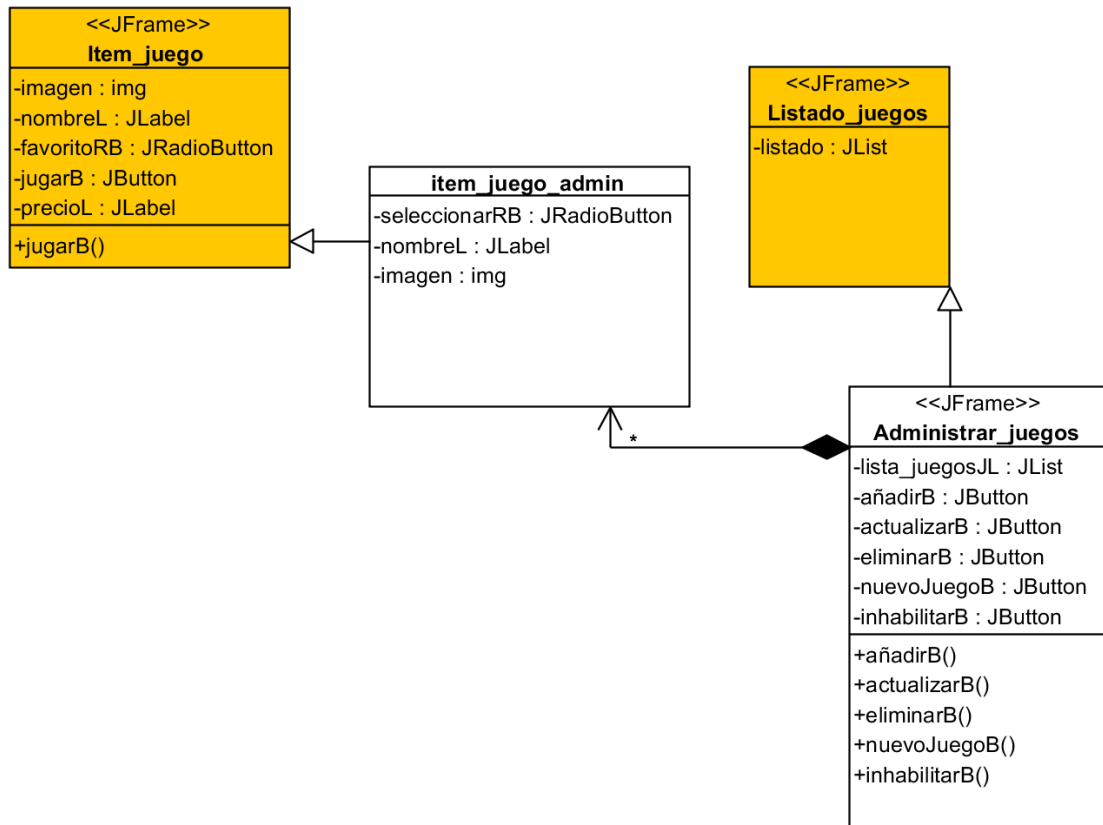 <<JFrame>>
Item_juego
-imagen : img
-nombreL : JLabel
-favoritoRB : JRadioButton
-jugarB : JButton
-precioL : JLabel
+jugarB()
item_juego_admin
-seleccionarRB : JRadioButton
-nombreL : JLabel
-imagen : img
<<JFrame>>
Listado_juegos
-listado : JList
*
<<JFrame>>
Administrar_juegos
-lista_juegosJL : JList
-añadirB : JButton
-actualizarB : JButton
-eliminarB : JButton
-nuevoJuegoB : JButton
-inhabilitarB : JButton
+añadirB()
+actualizarB()
+eliminarB()
+nuevoJuegoB()
+inhabilitarB()